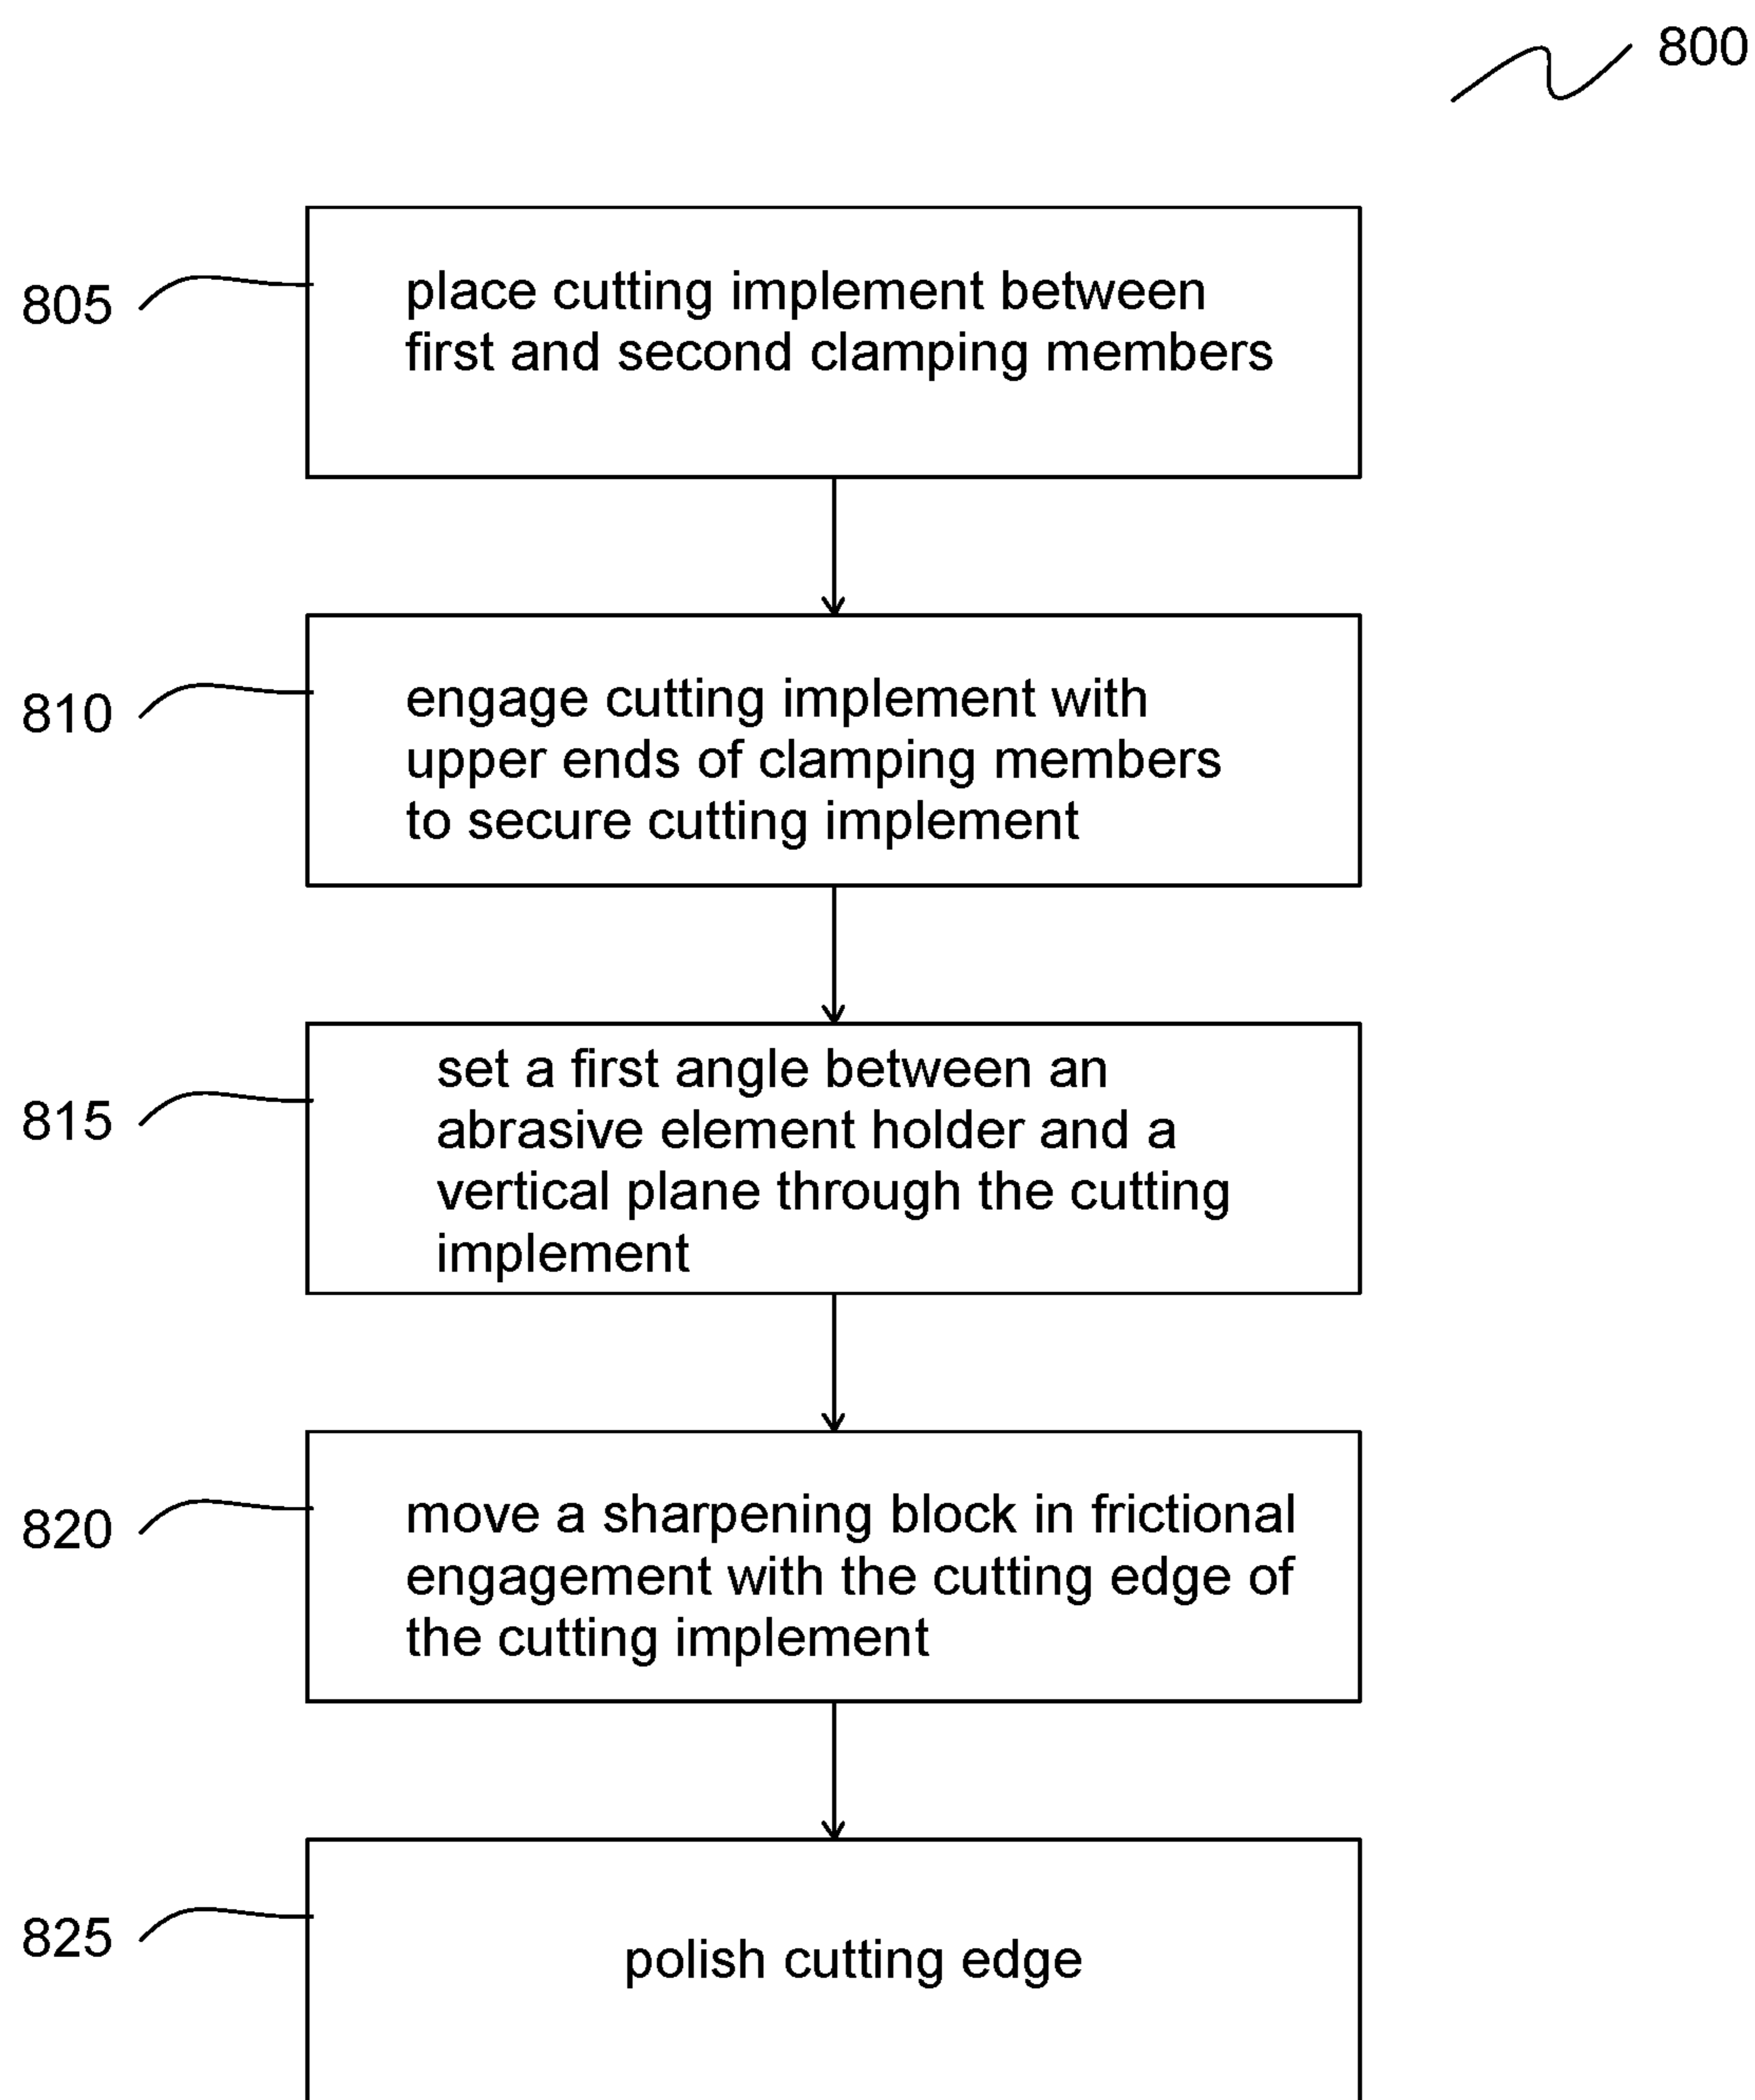 800
805
place cutting implement between
first and second clamping members
810
engage cutting implement with
upper ends of clamping members
to secure cutting implement
815
set a first angle between an
abrasive element holder and a
vertical plane through the cutting
implement
820
move a sharpening block in frictional
engagement with the cutting edge of
the cutting implement
825
polish cutting edge